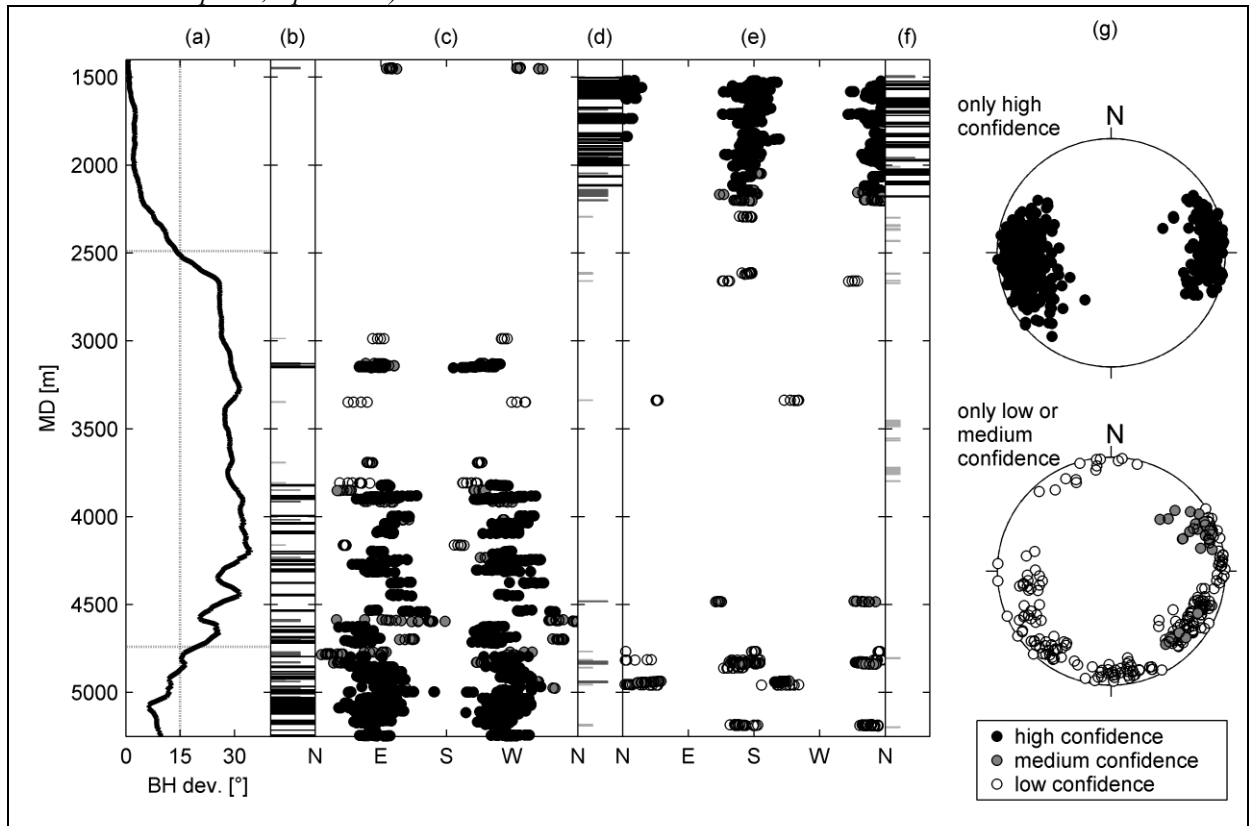 (a) (b) (c) (d) (e) (f) (g)
1500
2000
2500
3000
3500
4000
4500
5000
MD [m]
0 15 30
BH dev. [°]
N E S W N N E S W N
only high
confidence
N
only low or
medium
confidence
N
high confidence
medium confidence
low confidence